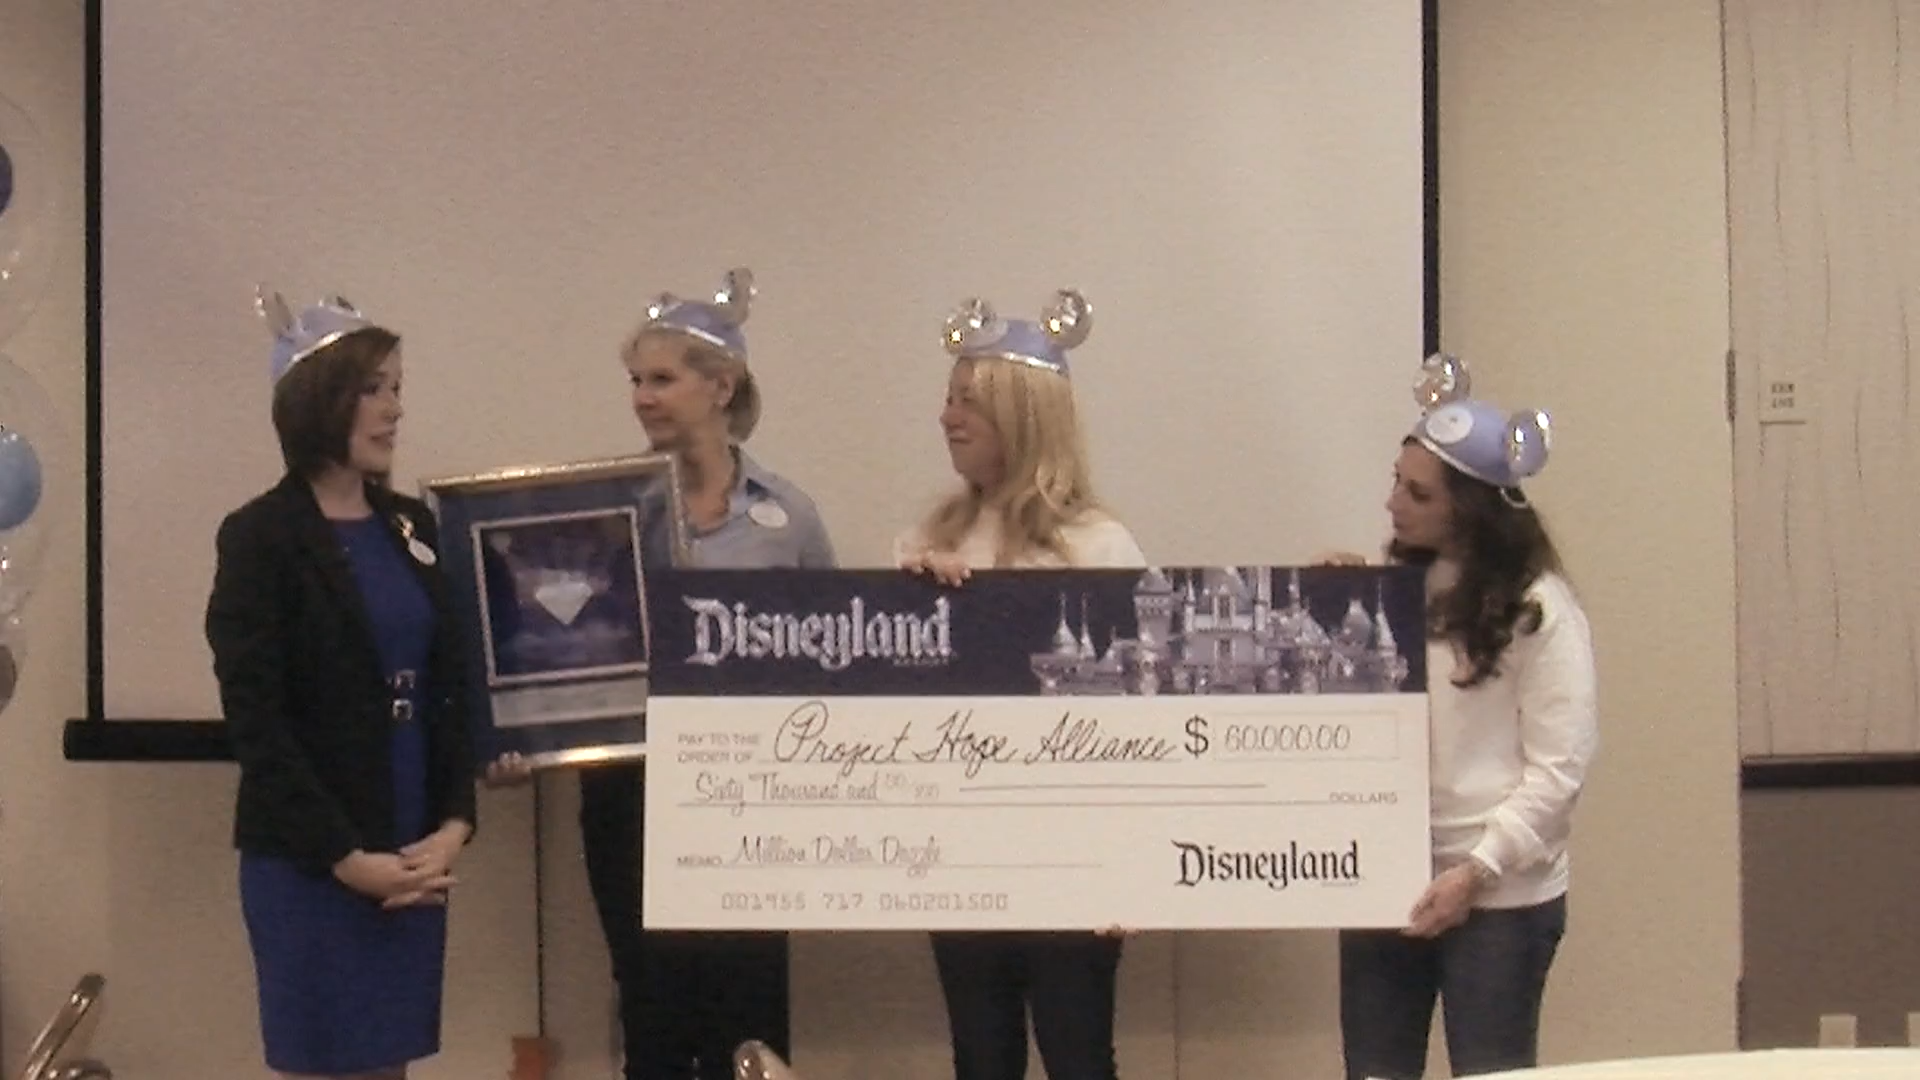 Disneyland
RESORT
PAY TO THE
ORDER OF Project Hope Alliance $ 60,000.00
Sixty Thousand and 00/100 DOLLARS
MEMO Million Dollar Dazzle
Disneyland
001955 717 060201500